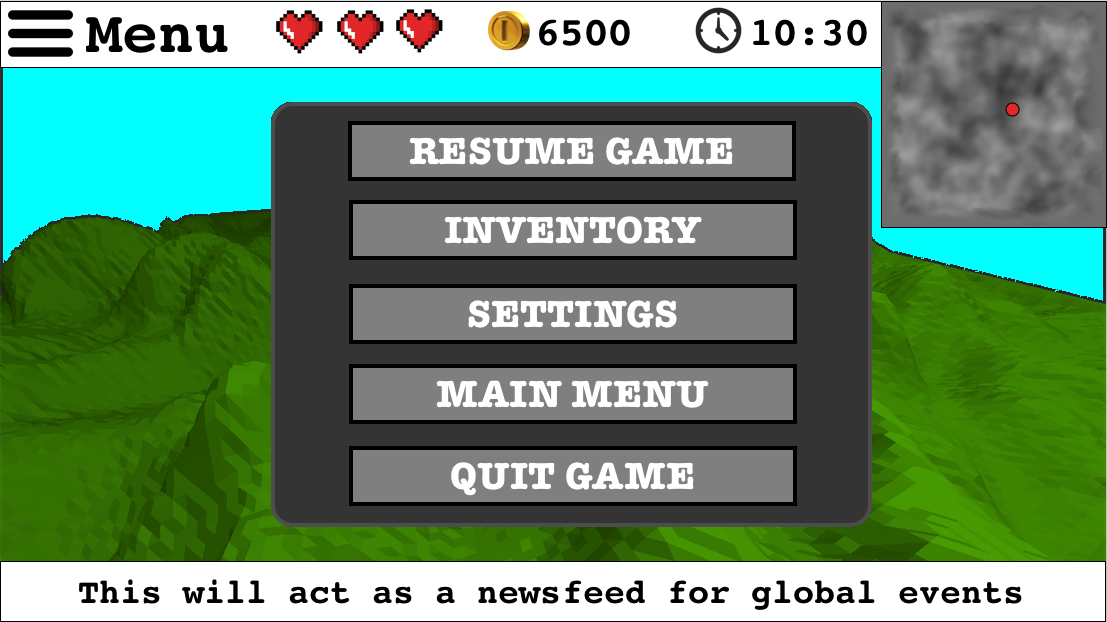 Menu 6500 10:30
RESUME GAME
INVENTORY
SETTINGS
MAIN MENU
QUIT GAME
This will act as a newsfeed for global events